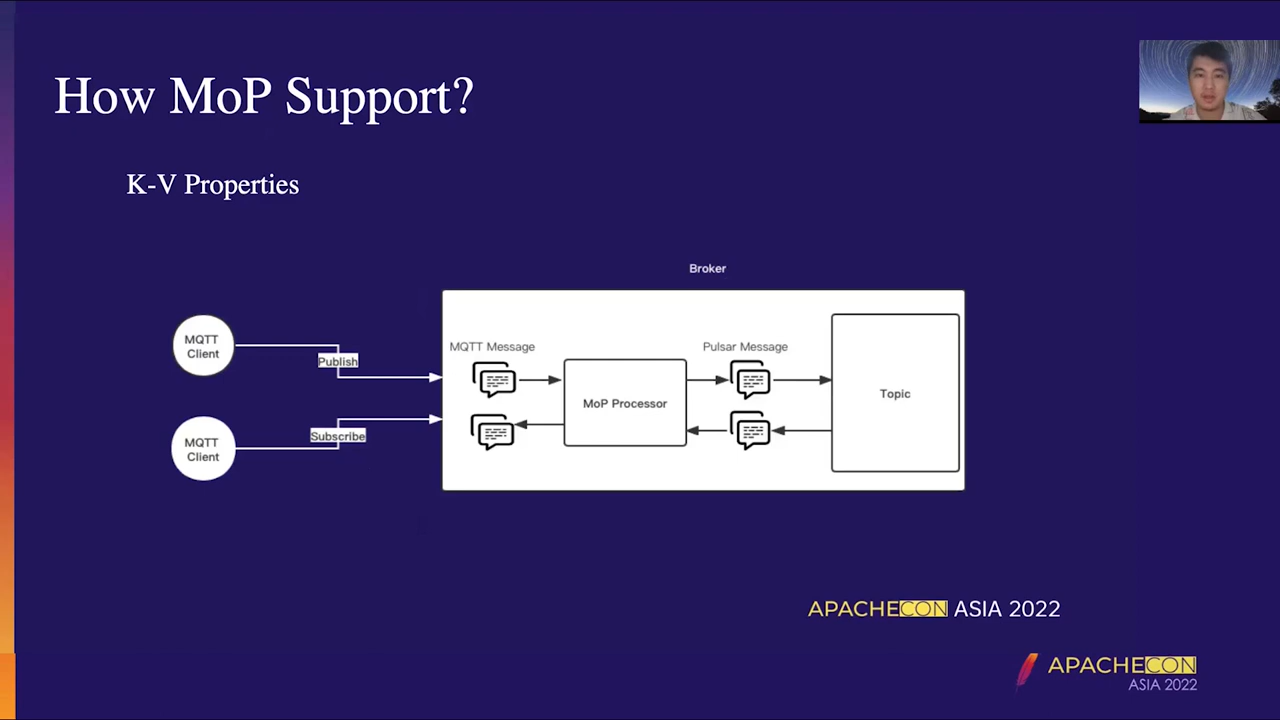 How MoP Support?
K-V Properties
Broker
MQTT
Client
Publish
MQTT Message
Pulsar Message
MoP Processor
Topic
MQTT
Client
Subscribe
APACHECON ASIA 2022
APACHECON
ASIA 2022